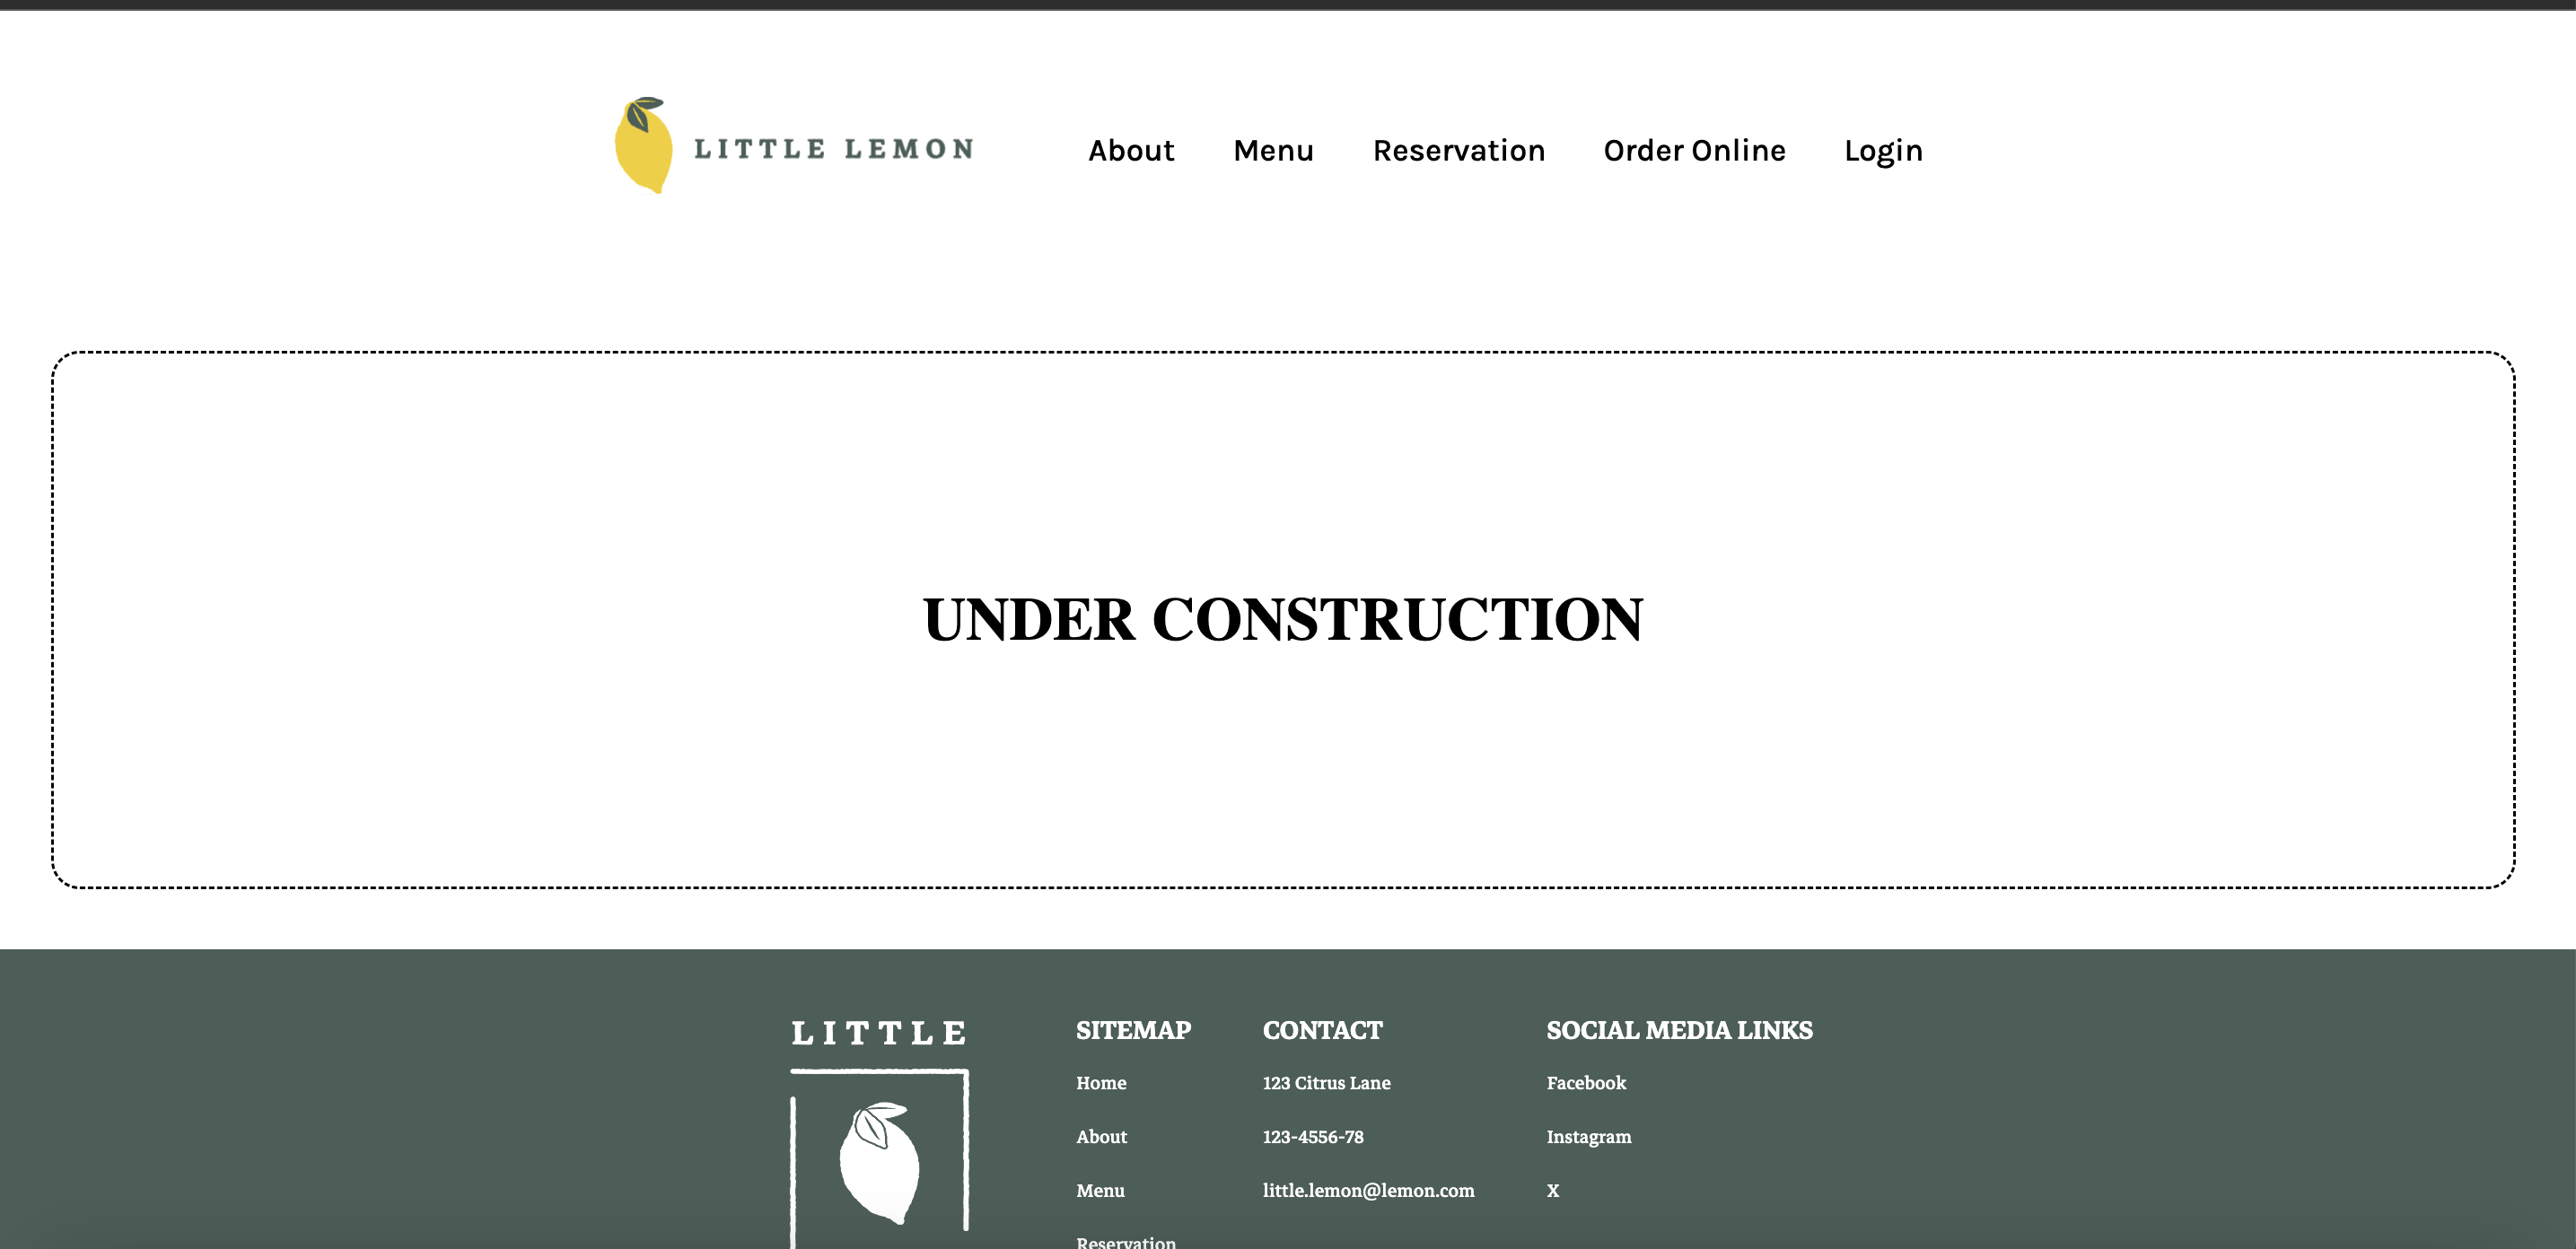 LITTLE LEMON
About Menu Reservation Order Online Login
UNDER CONSTRUCTION
LITTLE
SITEMAP
Home
About
Menu
Reservation
CONTACT
123 Citrus Lane
123-4556-78
little.lemon@lemon.com
SOCIAL MEDIA LINKS
Facebook
Instagram
X